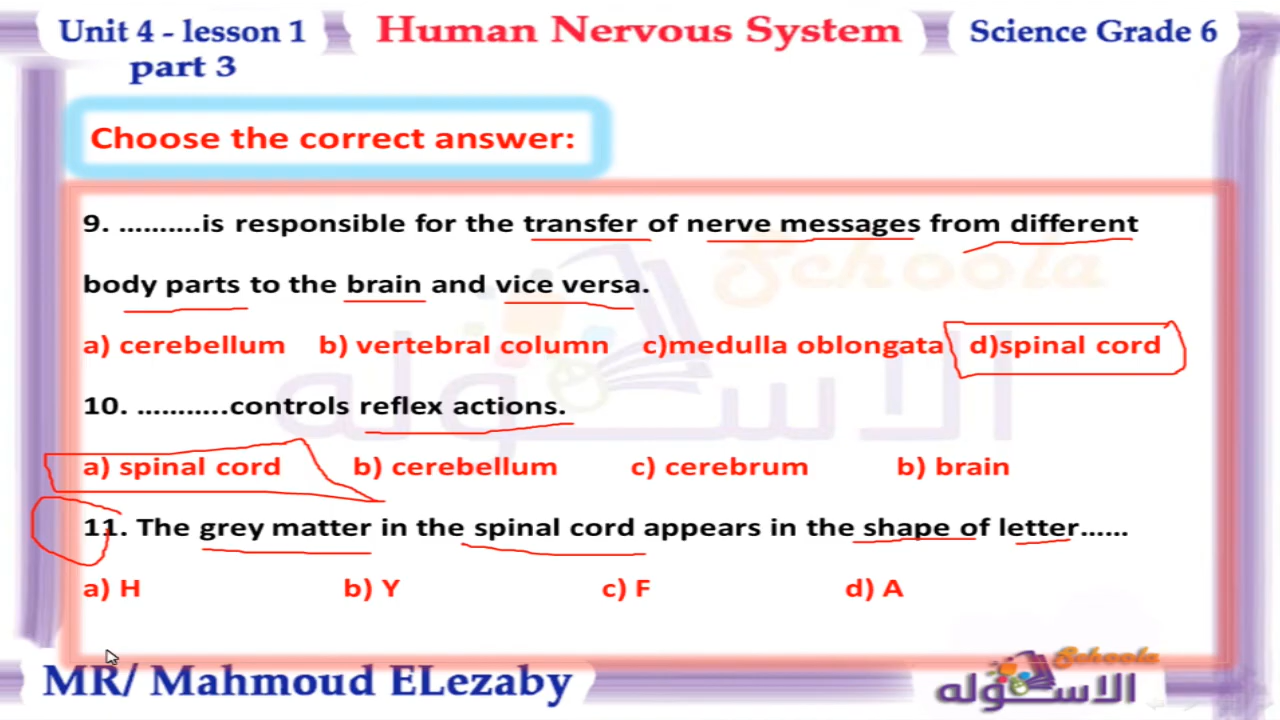 Unit 4 - lesson 1
part 3
Human Nervous System
Science Grade 6
Choose the correct answer:
9. ..........is responsible for the transfer of nerve messages from different
body parts to the brain and vice versa.
a) cerebellum b) vertebral column c)medulla oblongata d)spinal cord
10. ...........controls reflex actions.
a) spinal cord b) cerebellum c) cerebrum b) brain
11. The grey matter in the spinal cord appears in the shape of letter......
a) H b) Y c) F d) A
MR/ Mahmoud ELezaby
Schoola
الاسكوله
Schoola
الاسكوله